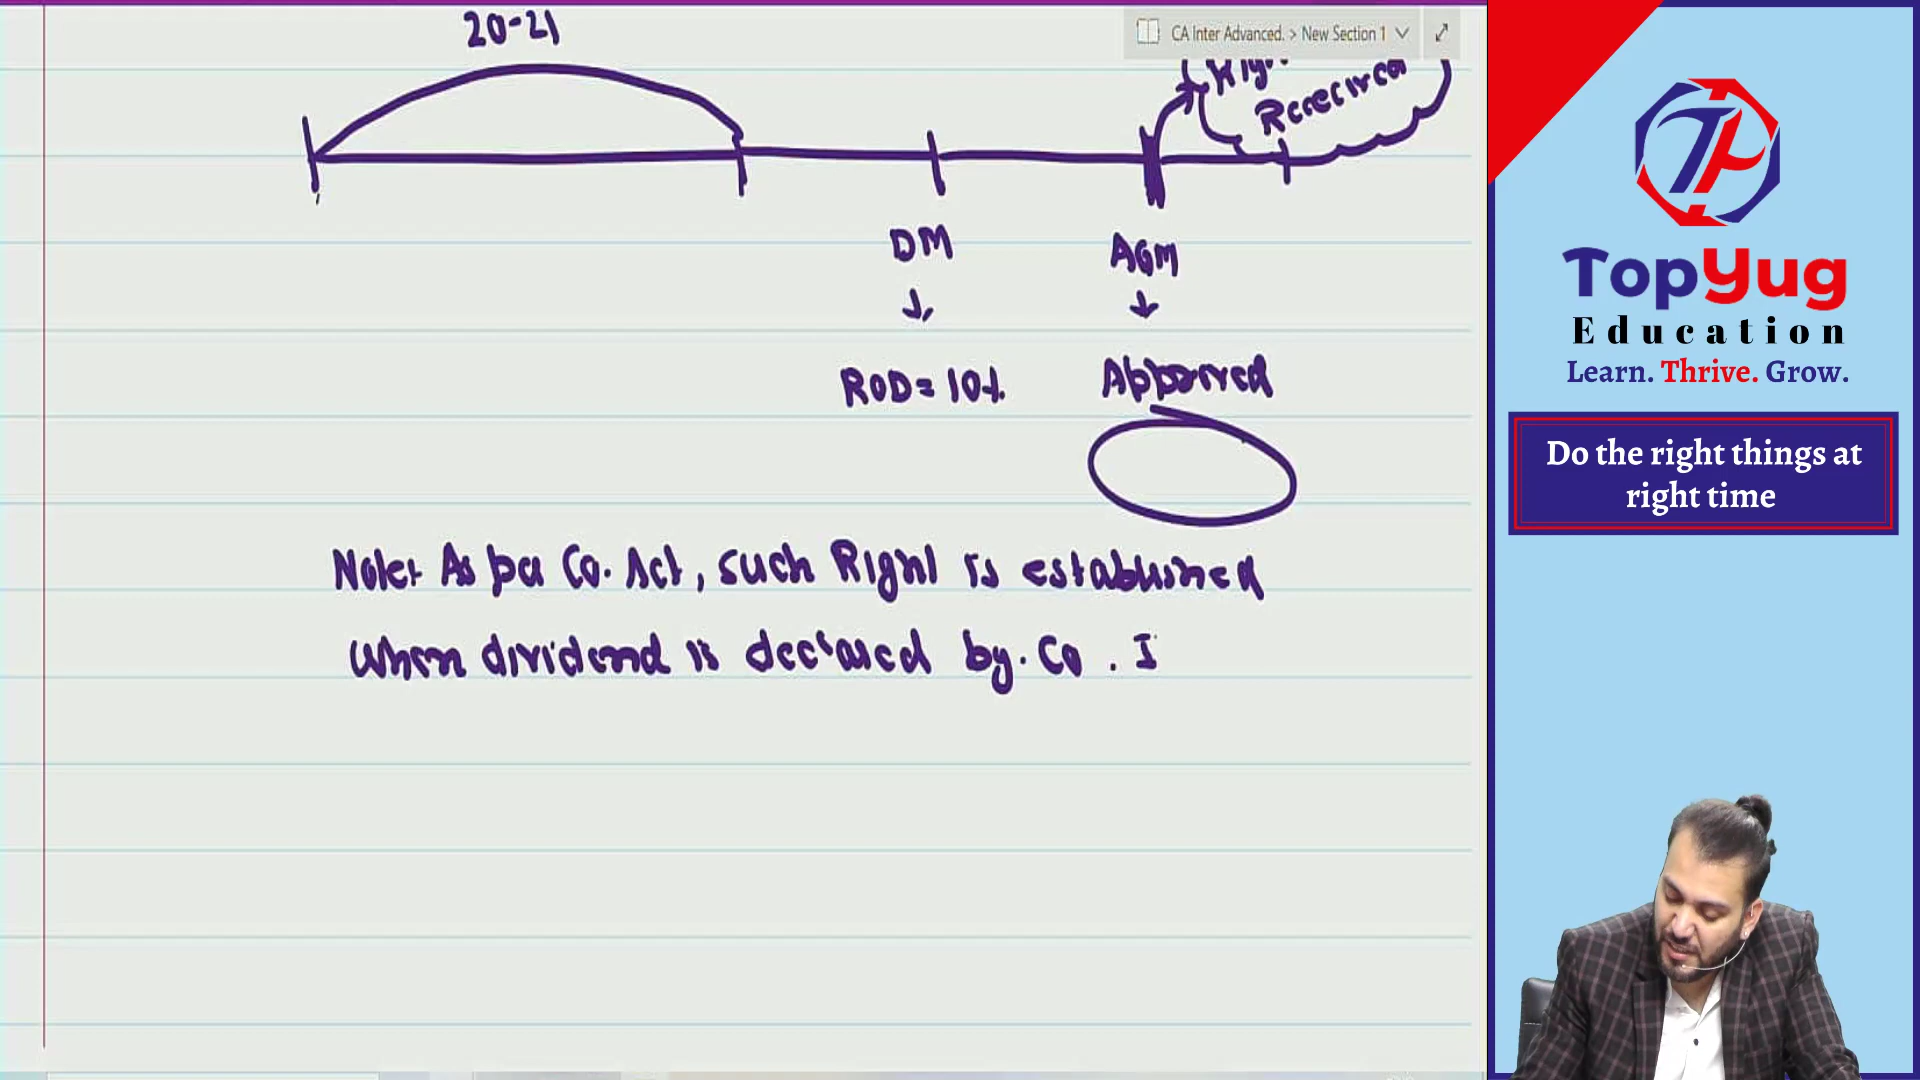 20-21
CA Inter Advanced. > New Section 1
Received
DM
AGM
ROD = 10%
Approved
Note: As per Co. Act, such Right is established
when dividend is declared by. Co. I
TopYug
Education
Learn. Thrive. Grow.
Do the right things at
right time